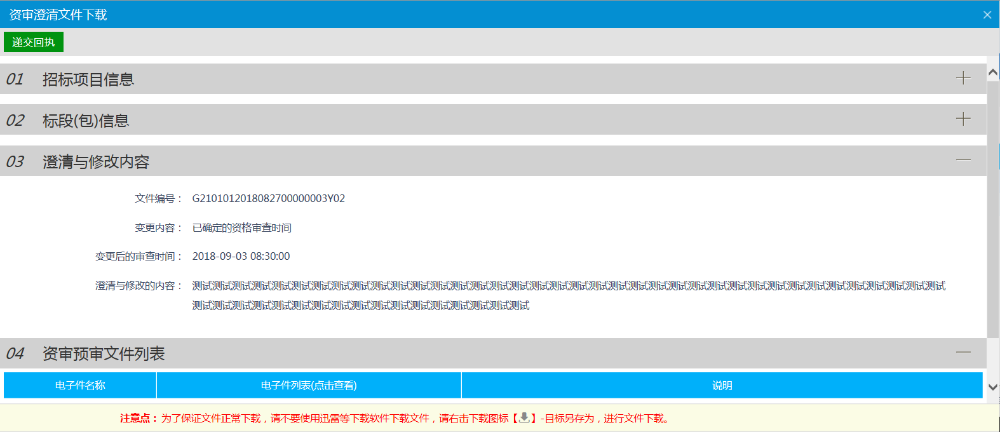 资审澄清文件下载
递交回执
01 招标项目信息
02 标段(包)信息
03 澄清与修改内容
文件编号： G2101012018082700000003Y02
变更内容： 已确定的资格审查时间
变更后的审查时间： 2018-09-03 08:30:00
澄清与修改的内容： 测试测试测试测试测试测试测试测试测试测试测试测试测试测试测试测试测试测试测试测试测试测试测试测试测试测试测试测试测试测试测试测试测试测试测试测试测试测试
测试测试测试测试测试测试测试测试测试测试测试测试测试测试测试测试测试
04 资审预审文件列表
电子件名称 电子件列表(点击查看) 说明
注意点：为了保证文件正常下载，请不要使用迅雷等下载软件下载文件，请右击下载图标【】-目标另存为，进行文件下载。